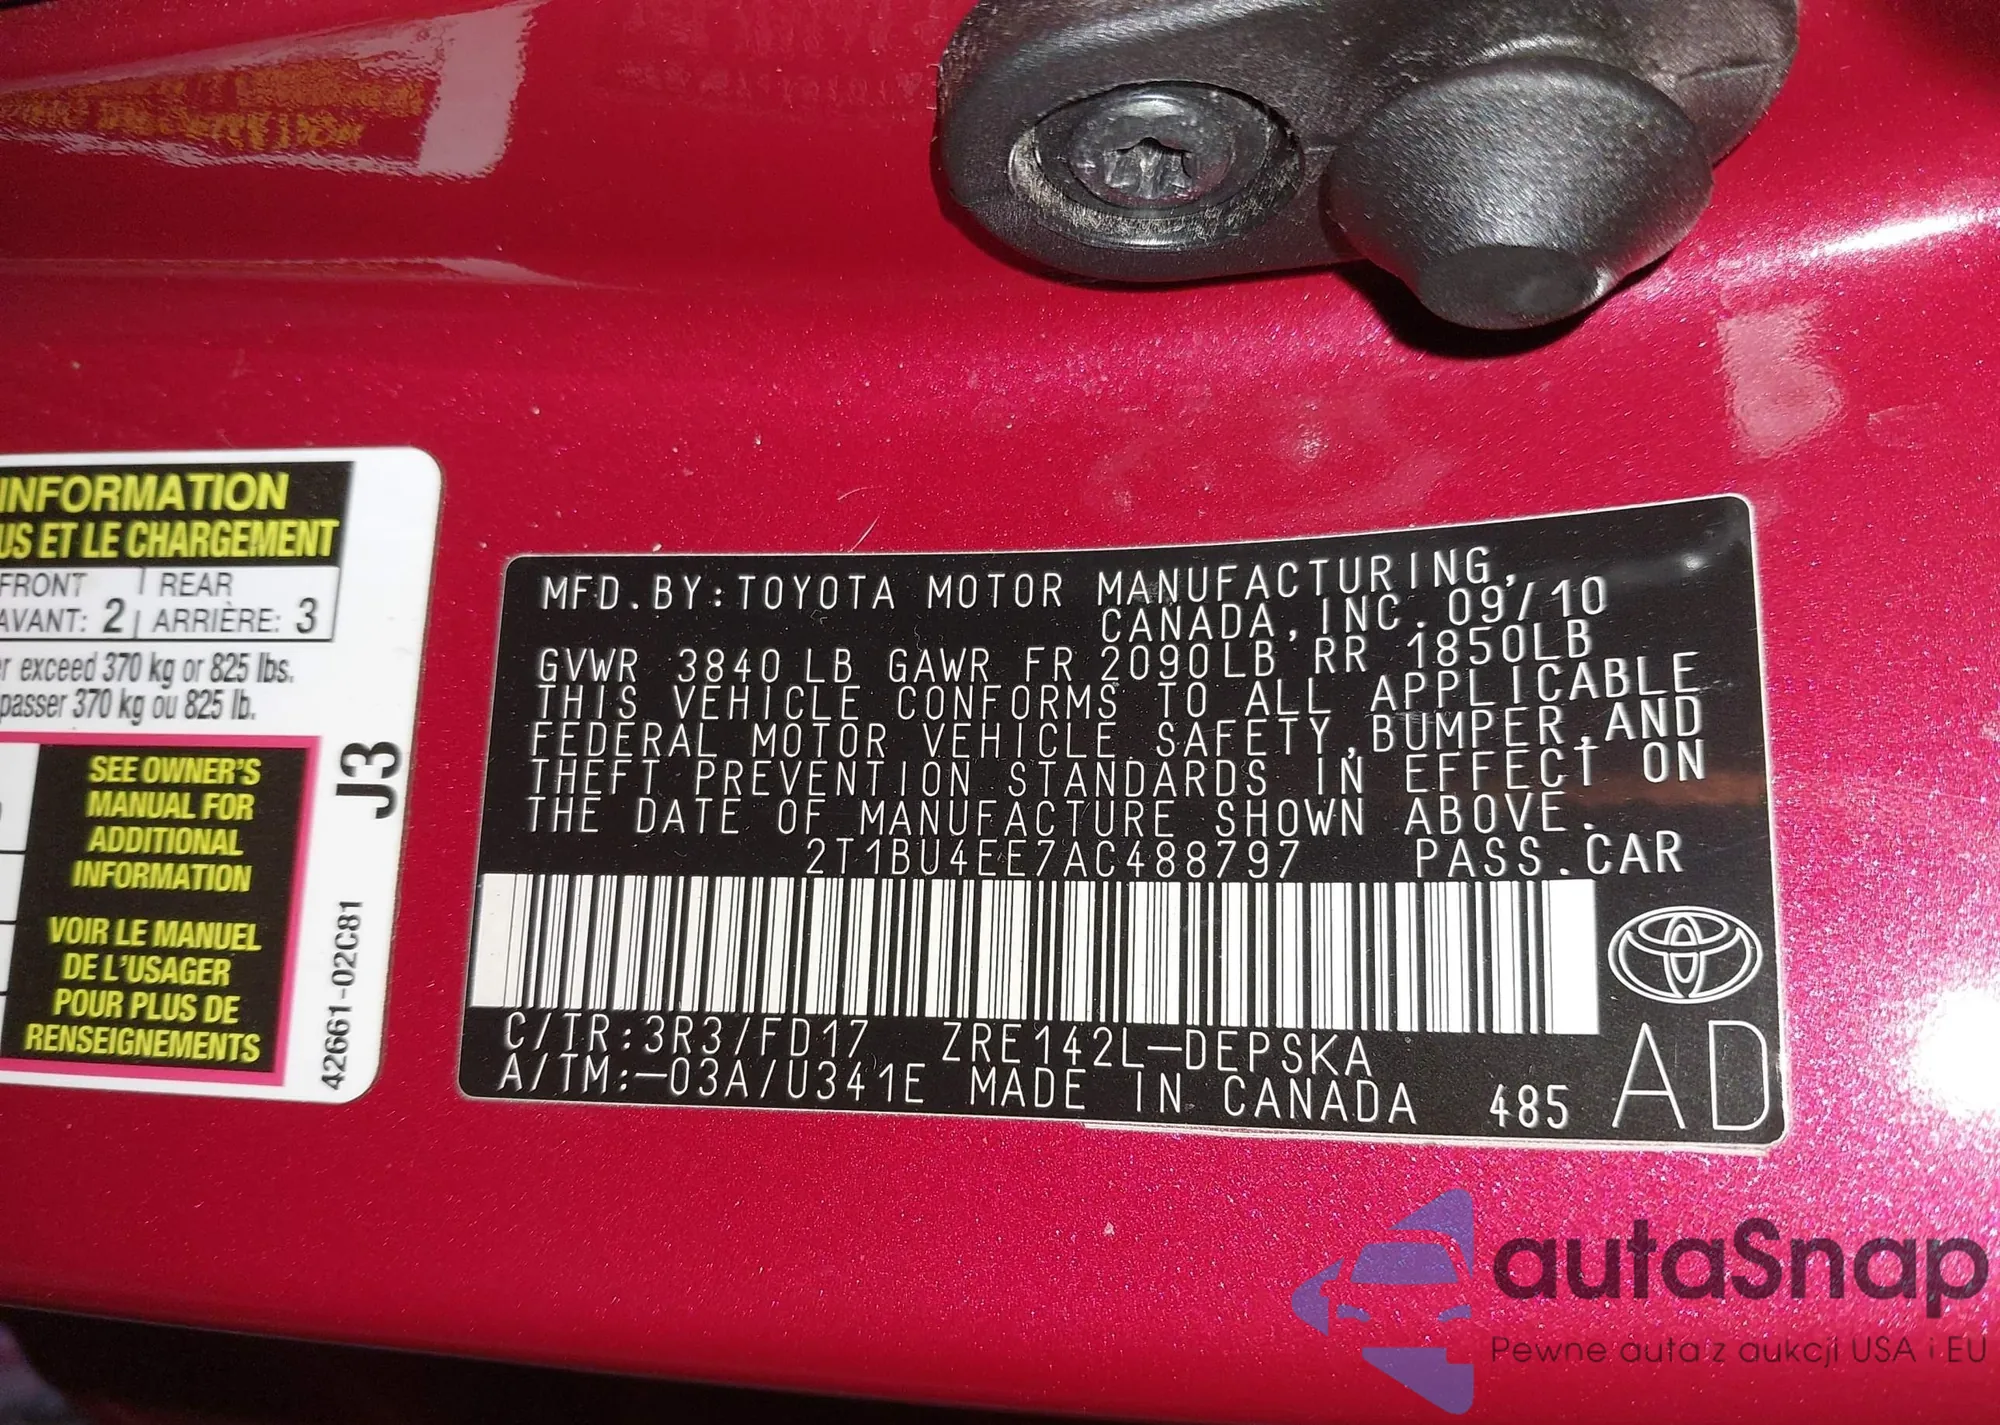 INFORMATION
US ET LE CHARGEMENT
FRONT REAR
AVANT: 2 ARRIÈRE: 3
exceed 370 kg or 825 lbs.
passer 370 kg ou 825 lb.
SEE OWNER'S
MANUAL FOR
ADDITIONAL
INFORMATION
VOIR LE MANUEL
DE L'USAGER
POUR PLUS DE
RENSEIGNEMENTS
J3
42661-02C81
MFD.BY:TOYOTA MOTOR MANUFACTURING,
CANADA,INC.09/10
GVWR 3840LB GAWR FR 2090LB RR 1850LB
THIS VEHICLE CONFORMS TO ALL APPLICABLE
FEDERAL MOTOR VEHICLE SAFETY,BUMPER,AND
THEFT PREVENTION STANDARDS IN EFFECT ON
THE DATE OF MANUFACTURE SHOWN ABOVE.
2T1BU4EE7AC488797 PASS.CAR
C/TR:3R3/FD17 ZRE142L-DEPSKA
A/TM:-03A/U341E MADE IN CANADA 485
AD
autaSnap
Pewne auta z aukcji USA i EU